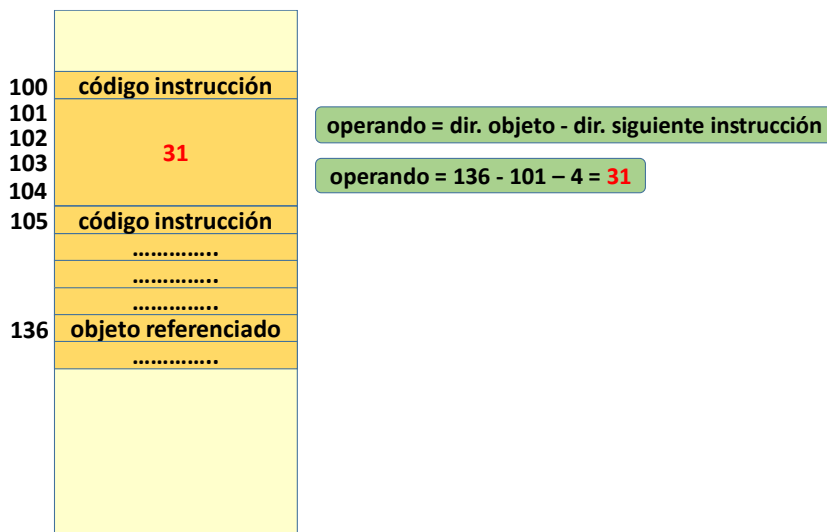 100 código instrucción
101
operando = dir. objeto - dir. siguiente instrucción
102
103 31
operando = 136 - 101 – 4 = 31
104
105 código instrucción
…………..
…………..
…………..
136 objeto referenciado
…………..